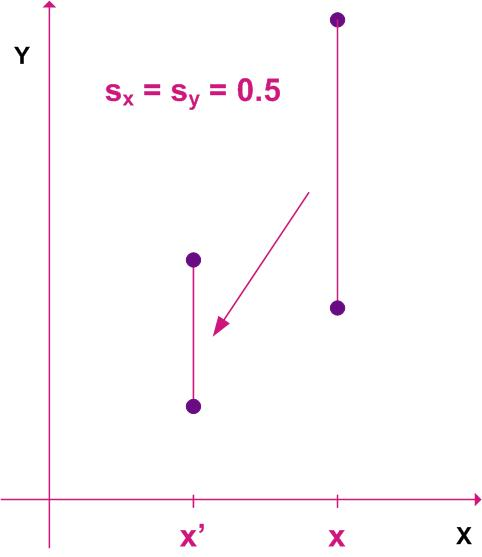 Y
sx = sy = 0.5
x’
x
X